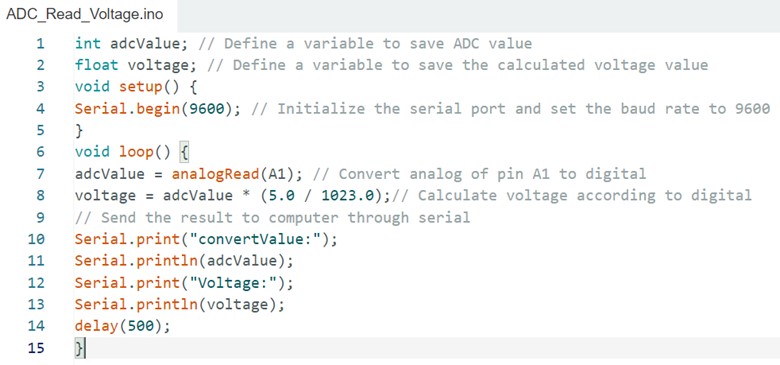 ADC_Read_Voltage.ino
1 int adcValue; // Define a variable to save ADC value
2 float voltage; // Define a variable to save the calculated voltage value
3 void setup() {
4 Serial.begin(9600); // Initialize the serial port and set the baud rate to 9600
5 }
6 void loop() {
7 adcValue = analogRead(A1); // Convert analog of pin A1 to digital
8 voltage = adcValue * (5.0 / 1023.0);// Calculate voltage according to digital
9 // Send the result to computer through serial
10 Serial.print("convertValue:");
11 Serial.println(adcValue);
12 Serial.print("Voltage:");
13 Serial.println(voltage);
14 delay(500);
15 }